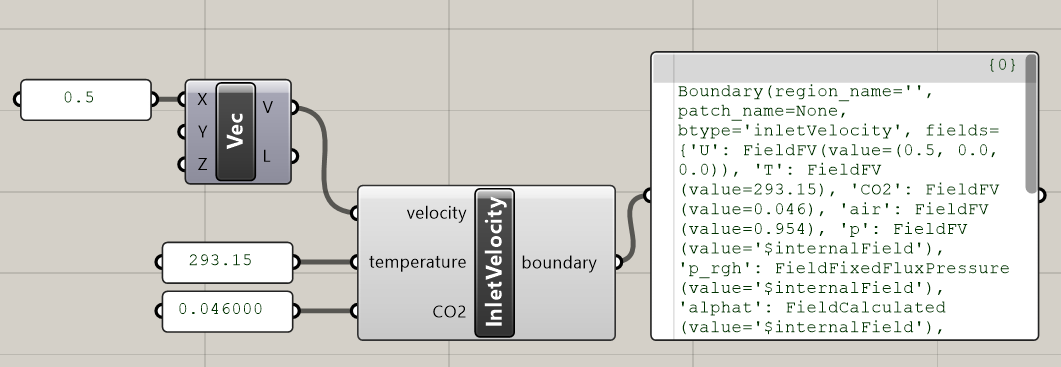 0.5
X
Y
Z
Vec
V
L
293.15
0.046000
velocity
temperature
CO2
InletVelocity
boundary
{0}
Boundary(region_name='',
patch_name=None,
btype='inletVelocity', fields=
{'U': FieldFV(value=(0.5, 0.0,
0.0)), 'T': FieldFV
(value=293.15), 'CO2': FieldFV
(value=0.046), 'air': FieldFV
(value=0.954), 'p': FieldFV
(value='$internalField'),
'p_rgh': FieldFixedFluxPressure
(value='$internalField'),
'alphat': FieldCalculated
(value='$internalField'),